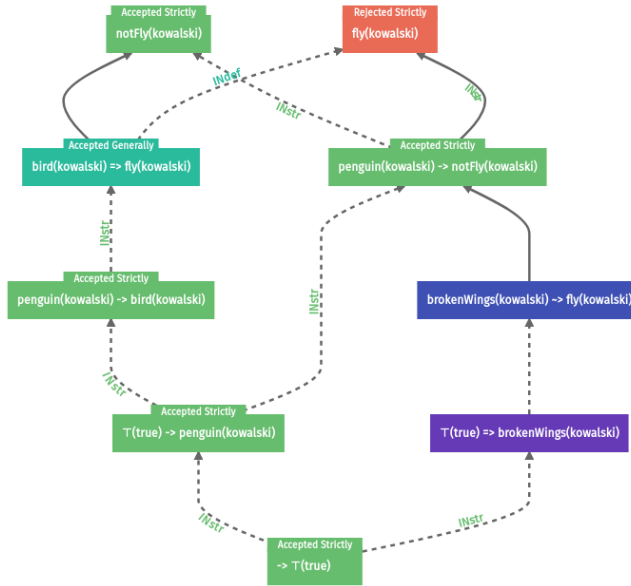 Accepted Strictly
notFly(kowalski)
Rejected Strictly
fly(kowalski)
INdef
INstr
INstr
Accepted Generally
bird(kowalski) => fly(kowalski)
Accepted Strictly
penguin(kowalski) -> notFly(kowalski)
INstr
Accepted Strictly
penguin(kowalski) -> bird(kowalski)
INstr
brokenWings(kowalski) ~> fly(kowalski)
INstr
Accepted Strictly
⊤(true) -> penguin(kowalski)
⊤(true) => brokenWings(kowalski)
INstr
INstr
Accepted Strictly
-> ⊤(true)